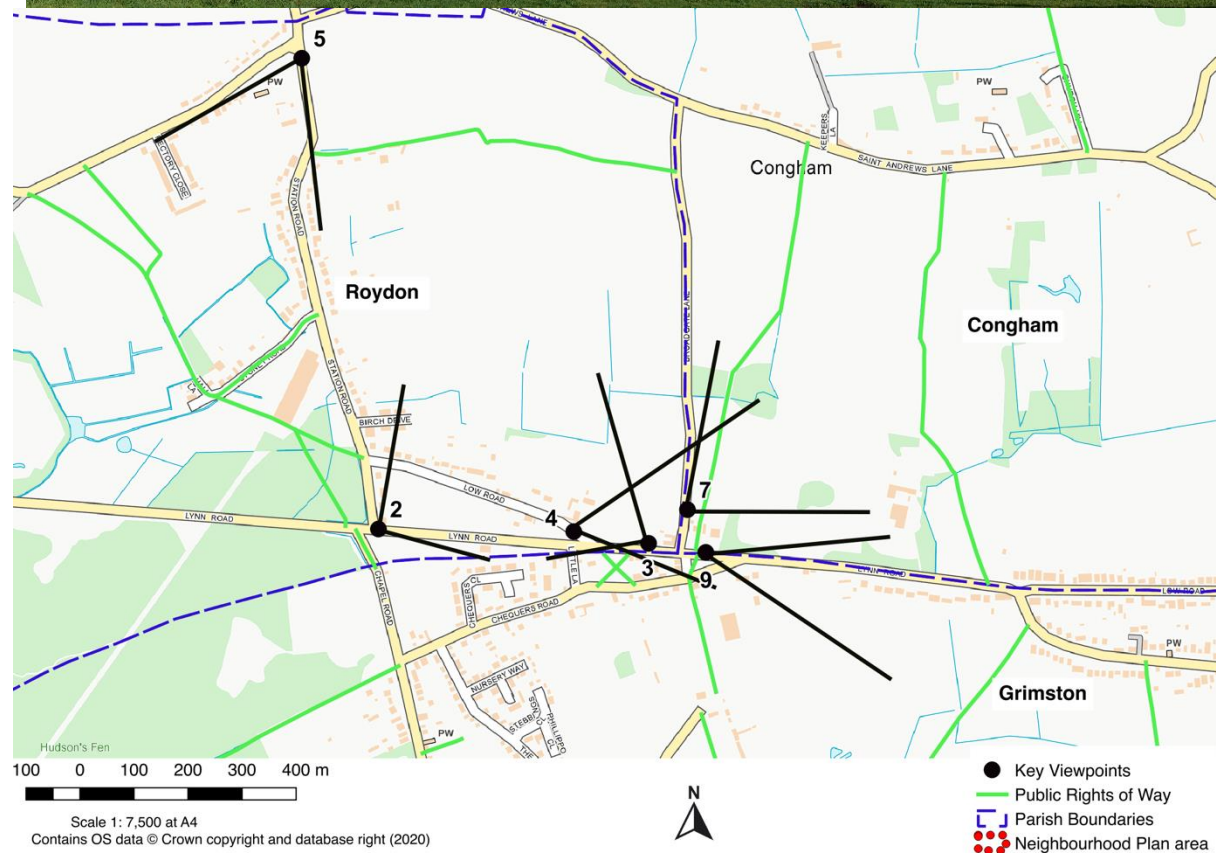 5
PW
RECTORY CLOSE
STATION ROAD
Roydon
STATION ROAD
BIRCH DRIVE
LOW ROAD
2
LYNN ROAD
LYNN ROAD
4
LITTLE LA
3
7
9
Congham
KEEPERS LA
SAINT ANDREWS LANE
PW
Congham
LYNN ROAD
LOW ROAD
PW
Grimston
CHAPEL ROAD
CHEQUERS CL
CHEQUERS ROAD
NURSERY WAY
PW
Hudson's Fen
100 0 100 200 300 400 m
Scale 1: 7,500 at A4
Contains OS data © Crown copyright and database right (2020)
N
Key Viewpoints
Public Rights of Way
Parish Boundaries
Neighbourhood Plan area